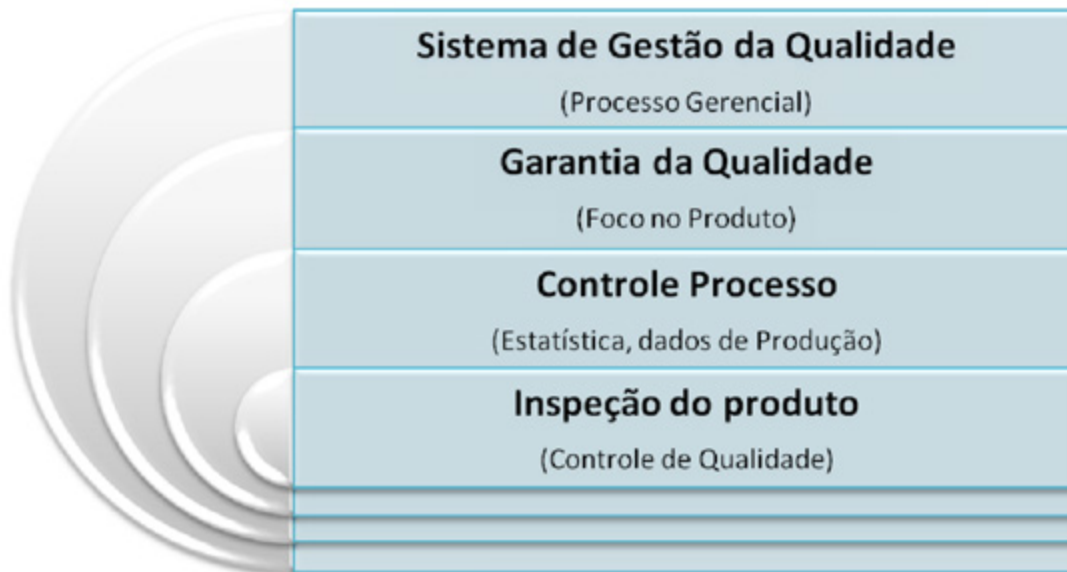 Sistema de Gestão da Qualidade
(Processo Gerencial)
Garantia da Qualidade
(Foco no Produto)
Controle Processo
(Estatística, dados de Produção)
Inspeção do produto
(Controle de Qualidade)